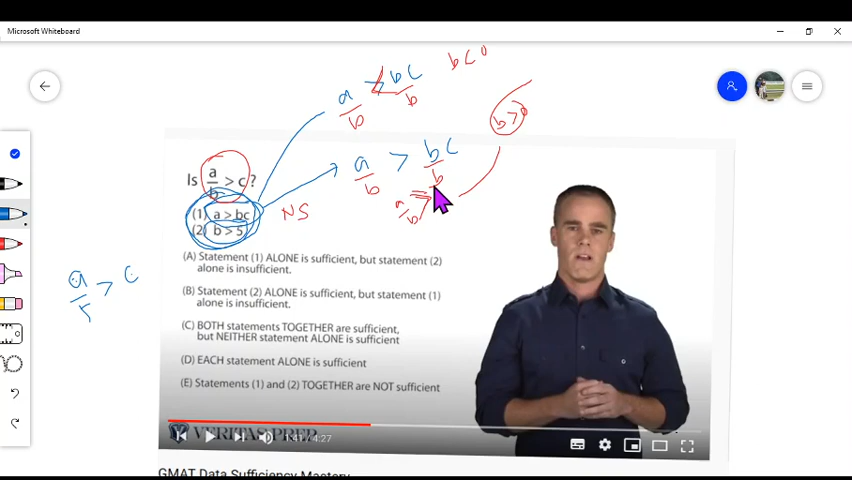 Microsoft Whiteboard
a/b > bc/b
b<0
b>0
a > bc
b b
a/b >
Is a/b > c ?
(1) a > bc
(2) b > 5
NS
a > c
(A) Statement (1) ALONE is sufficient, but statement (2)
alone is insufficient.
(B) Statement (2) ALONE is sufficient, but statement (1)
alone is insufficient.
(C) BOTH statements TOGETHER are sufficient,
but NEITHER statement ALONE is sufficient
(D) EACH statement ALONE is sufficient
(E) Statements (1) and (2) TOGETHER are NOT sufficient
VERITAS PREP
/ 4:27
GMAT Data Sufficiency Mastery